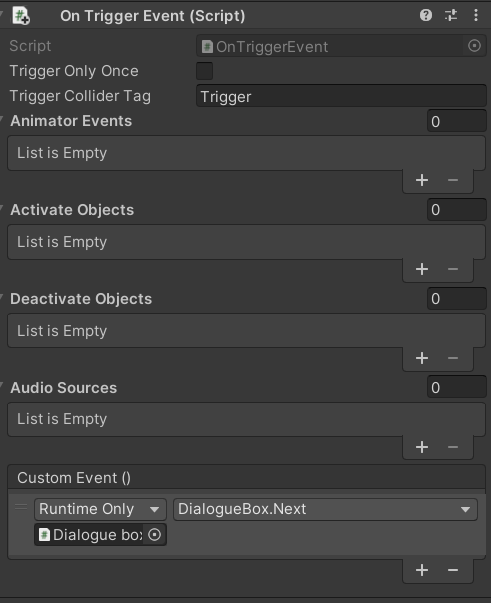 On Trigger Event (Script)
Script OnTriggerEvent
Trigger Only Once
Trigger Collider Tag Trigger
Animator Events 0
List is Empty
Activate Objects 0
List is Empty
Deactivate Objects 0
List is Empty
Audio Sources 0
List is Empty
Custom Event ()
Runtime Only DialogueBox.Next
Dialogue box